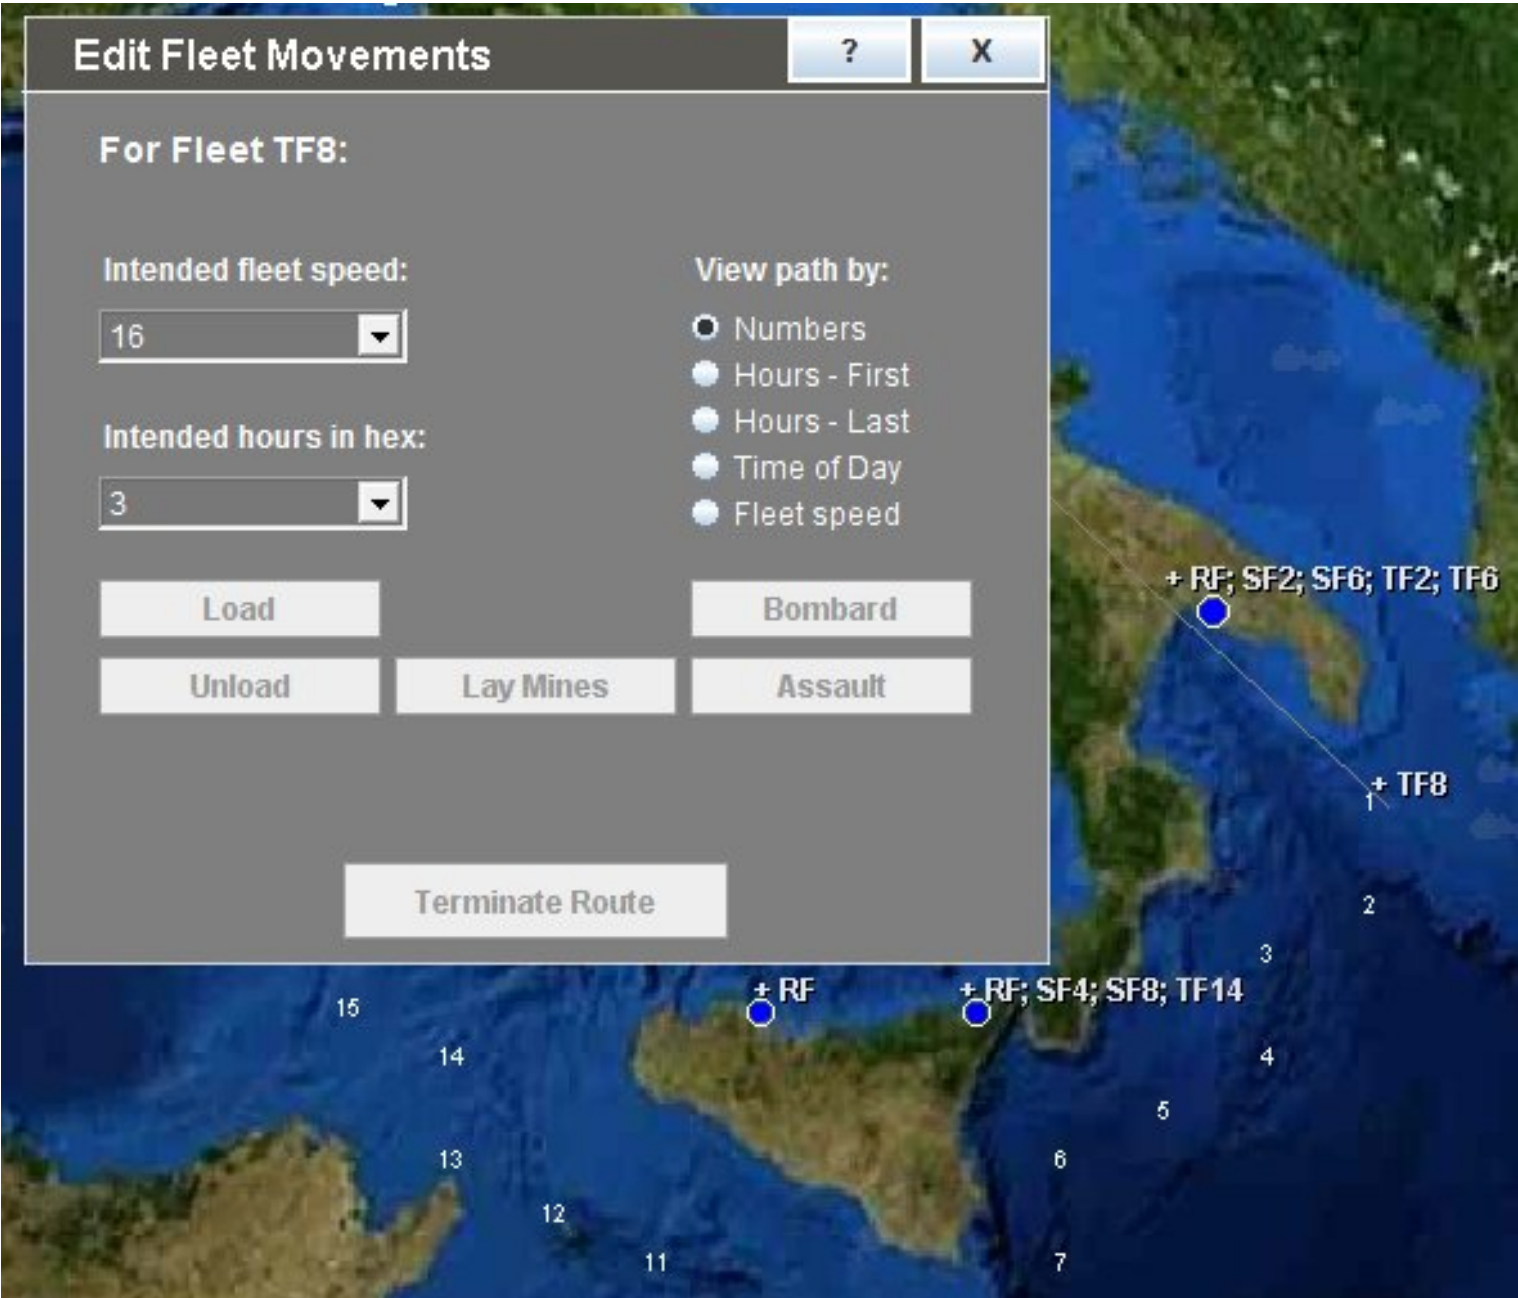 Edit Fleet Movements ? X
For Fleet TF8:
Intended fleet speed:
16
Intended hours in hex:
3
View path by:
Numbers
Hours - First
Hours - Last
Time of Day
Fleet speed
Load
Bombard
Unload
Lay Mines
Assault
Terminate Route
+ RF; SF2; SF6; TF2; TF6
+ TF8
1
2
3
+ RF
+ RF; SF4; SF8; TF14
15
14
4
5
13
6
12
11
7